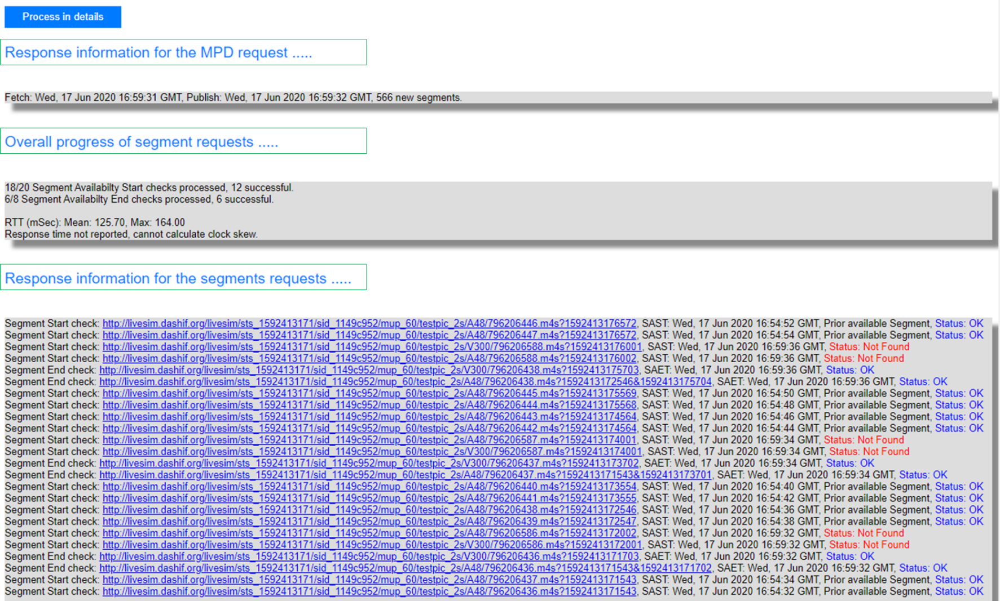 Process in details
Response information for the MPD request .....
Fetch: Wed, 17 Jun 2020 16:59:31 GMT, Publish: Wed, 17 Jun 2020 16:59:32 GMT, 566 new segments.
Overall progress of segment requests .....
18/20 Segment Availabilty Start checks processed, 12 successful.
6/8 Segment Availabilty End checks processed, 6 successful.
RTT (mSec): Mean: 125.70, Max: 164.00
Response time not reported, cannot calculate clock skew.
Response information for the segments requests .....
Segment Start check: http://livesim.dashif.org/livesim/sts_1592413171/sid_1149c952/mup_60/testpic_2s/A48/796206446.m4s?1592413176572, SAST: Wed, 17 Jun 2020 16:54:52 GMT, Prior available Segment, Status: OK
Segment Start check: http://livesim.dashif.org/livesim/sts_1592413171/sid_1149c952/mup_60/testpic_2s/A48/796206447.m4s?1592413176572, SAST: Wed, 17 Jun 2020 16:54:54 GMT, Prior available Segment, Status: OK
Segment Start check: http://livesim.dashif.org/livesim/sts_1592413171/sid_1149c952/mup_60/testpic_2s/V300/796206588.m4s?1592413176001, SAST: Wed, 17 Jun 2020 16:59:36 GMT, Status: Not Found
Segment Start check: http://livesim.dashif.org/livesim/sts_1592413171/sid_1149c952/mup_60/testpic_2s/A48/796206588.m4s?1592413176002, SAST: Wed, 17 Jun 2020 16:59:36 GMT, Status: Not Found
Segment End check: http://livesim.dashif.org/livesim/sts_1592413171/sid_1149c952/mup_60/testpic_2s/V300/796206438.m4s?1592413175703, SAET: Wed, 17 Jun 2020 16:59:36 GMT, Status: OK
Segment End check: http://livesim.dashif.org/livesim/sts_1592413171/sid_1149c952/mup_60/testpic_2s/A48/796206438.m4s?1592413172546&1592413175704, SAET: Wed, 17 Jun 2020 16:59:36 GMT, Status: OK
Segment Start check: http://livesim.dashif.org/livesim/sts_1592413171/sid_1149c952/mup_60/testpic_2s/A48/796206445.m4s?1592413175569, SAST: Wed, 17 Jun 2020 16:54:50 GMT, Prior available Segment, Status: OK
Segment Start check: http://livesim.dashif.org/livesim/sts_1592413171/sid_1149c952/mup_60/testpic_2s/A48/796206444.m4s?1592413175568, SAST: Wed, 17 Jun 2020 16:54:48 GMT, Prior available Segment, Status: OK
Segment Start check: http://livesim.dashif.org/livesim/sts_1592413171/sid_1149c952/mup_60/testpic_2s/A48/796206443.m4s?1592413174564, SAST: Wed, 17 Jun 2020 16:54:46 GMT, Prior available Segment, Status: OK
Segment Start check: http://livesim.dashif.org/livesim/sts_1592413171/sid_1149c952/mup_60/testpic_2s/A48/796206442.m4s?1592413174564, SAST: Wed, 17 Jun 2020 16:54:44 GMT, Prior available Segment, Status: OK
Segment Start check: http://livesim.dashif.org/livesim/sts_1592413171/sid_1149c952/mup_60/testpic_2s/A48/796206587.m4s?1592413174001, SAST: Wed, 17 Jun 2020 16:59:34 GMT, Status: Not Found
Segment Start check: http://livesim.dashif.org/livesim/sts_1592413171/sid_1149c952/mup_60/testpic_2s/V300/796206587.m4s?1592413174001, SAST: Wed, 17 Jun 2020 16:59:34 GMT, Status: Not Found
Segment End check: http://livesim.dashif.org/livesim/sts_1592413171/sid_1149c952/mup_60/testpic_2s/V300/796206437.m4s?1592413173702, SAET: Wed, 17 Jun 2020 16:59:34 GMT, Status: OK
Segment End check: http://livesim.dashif.org/livesim/sts_1592413171/sid_1149c952/mup_60/testpic_2s/A48/796206437.m4s?1592413171543&1592413173701, SAET: Wed, 17 Jun 2020 16:59:34 GMT, Status: OK
Segment Start check: http://livesim.dashif.org/livesim/sts_1592413171/sid_1149c952/mup_60/testpic_2s/A48/796206440.m4s?1592413173554, SAST: Wed, 17 Jun 2020 16:54:40 GMT, Prior available Segment, Status: OK
Segment Start check: http://livesim.dashif.org/livesim/sts_1592413171/sid_1149c952/mup_60/testpic_2s/A48/796206441.m4s?1592413173555, SAST: Wed, 17 Jun 2020 16:54:42 GMT, Prior available Segment, Status: OK
Segment Start check: http://livesim.dashif.org/livesim/sts_1592413171/sid_1149c952/mup_60/testpic_2s/A48/796206438.m4s?1592413172546, SAST: Wed, 17 Jun 2020 16:54:36 GMT, Prior available Segment, Status: OK
Segment Start check: http://livesim.dashif.org/livesim/sts_1592413171/sid_1149c952/mup_60/testpic_2s/A48/796206439.m4s?1592413172547, SAST: Wed, 17 Jun 2020 16:54:38 GMT, Prior available Segment, Status: OK
Segment Start check: http://livesim.dashif.org/livesim/sts_1592413171/sid_1149c952/mup_60/testpic_2s/A48/796206586.m4s?1592413172002, SAST: Wed, 17 Jun 2020 16:59:32 GMT, Status: Not Found
Segment Start check: http://livesim.dashif.org/livesim/sts_1592413171/sid_1149c952/mup_60/testpic_2s/V300/796206586.m4s?1592413172001, SAST: Wed, 17 Jun 2020 16:59:32 GMT, Status: Not Found
Segment End check: http://livesim.dashif.org/livesim/sts_1592413171/sid_1149c952/mup_60/testpic_2s/V300/796206436.m4s?1592413171703, SAET: Wed, 17 Jun 2020 16:59:32 GMT, Status: OK
Segment End check: http://livesim.dashif.org/livesim/sts_1592413171/sid_1149c952/mup_60/testpic_2s/A48/796206436.m4s?1592413171543&1592413171702, SAET: Wed, 17 Jun 2020 16:59:32 GMT, Status: OK
Segment Start check: http://livesim.dashif.org/livesim/sts_1592413171/sid_1149c952/mup_60/testpic_2s/A48/796206437.m4s?1592413171543, SAST: Wed, 17 Jun 2020 16:54:34 GMT, Prior available Segment, Status: OK
Segment Start check: http://livesim.dashif.org/livesim/sts_1592413171/sid_1149c952/mup_60/testpic_2s/A48/796206436.m4s?1592413171543, SAST: Wed, 17 Jun 2020 16:54:32 GMT, Prior available Segment, Status: OK